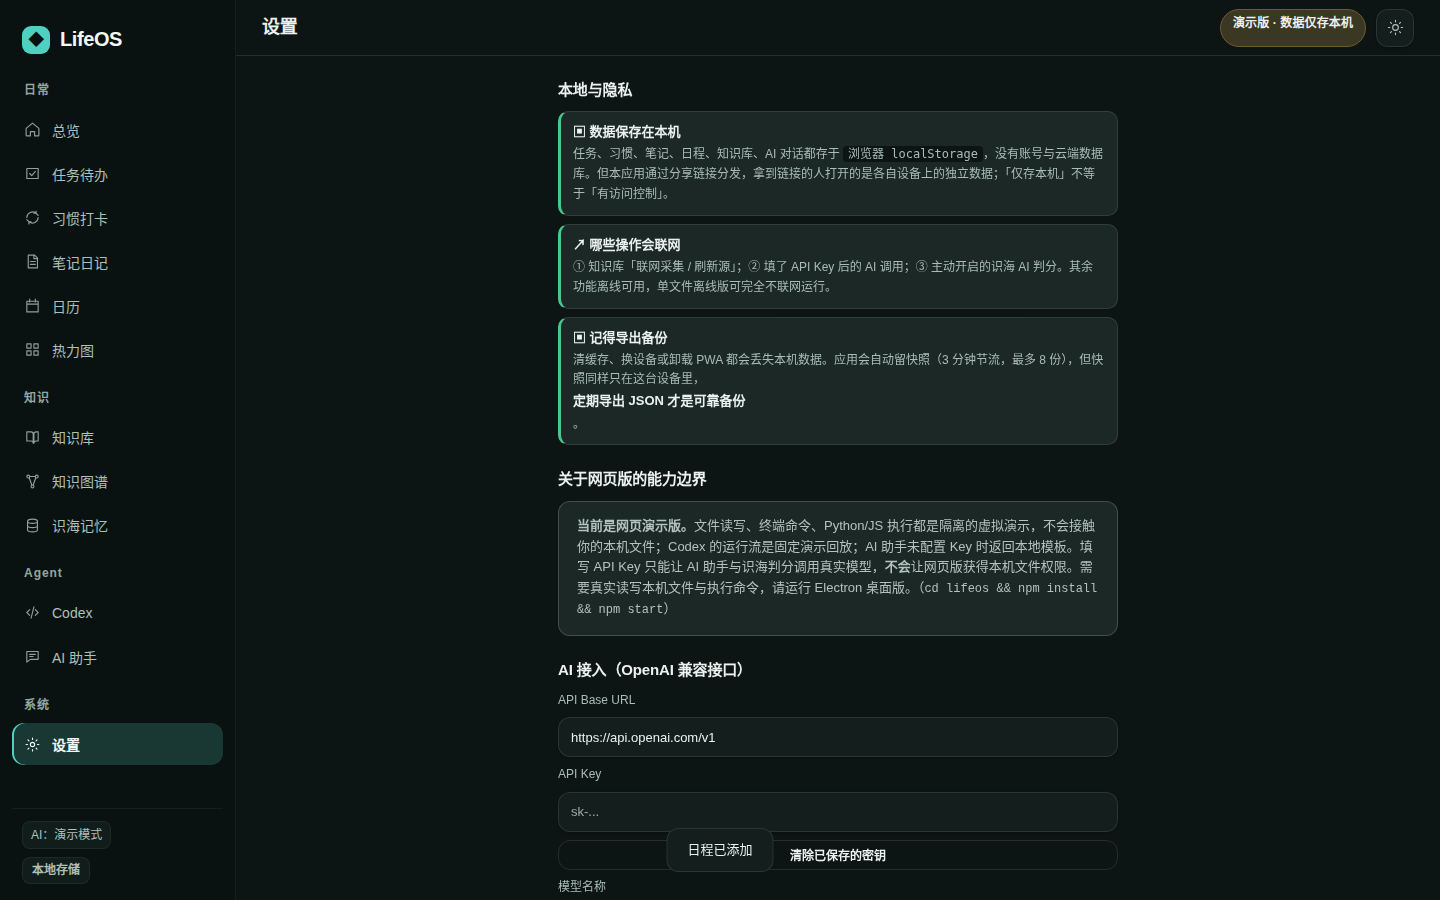 LifeOS
日常
总览
任务待办
习惯打卡
笔记日记
日历
热力图
知识
知识库
知识图谱
识海记忆
Agent
Codex
AI 助手
系统
设置
AI：演示模式
本地存储
设置
演示版 · 数据仅存本机
本地与隐私
▣ 数据保存在本机
任务、习惯、笔记、日程、知识库、AI 对话都存于 浏览器 localStorage，没有账号与云端数据
库。但本应用通过分享链接分发，拿到链接的人打开的是各自设备上的独立数据；「仅存本机」不等
于「有访问控制」。
↗ 哪些操作会联网
① 知识库「联网采集 / 刷新源」；② 填了 API Key 后的 AI 调用；③ 主动开启的识海 AI 判分。其余
功能离线可用，单文件离线版可完全不联网运行。
▣ 记得导出备份
清缓存、换设备或卸载 PWA 都会丢失本机数据。应用会自动留快照（3 分钟节流，最多 8 份），但快
照同样只在这台设备里，
定期导出 JSON 才是可靠备份
。
关于网页版的能力边界
当前是网页演示版。文件读写、终端命令、Python/JS 执行都是隔离的虚拟演示，不会接触
你的本机文件；Codex 的运行流是固定演示回放；AI 助手未配置 Key 时返回本地模板。填
写 API Key 只能让 AI 助手与识海判分调用真实模型，不会让网页版获得本机文件权限。需
要真实读写本机文件与执行命令，请运行 Electron 桌面版。（cd lifeos && npm install
&& npm start）
AI 接入（OpenAI 兼容接口）
API Base URL
https://api.openai.com/v1
API Key
sk-...
日程已添加
清除已保存的密钥
模型名称